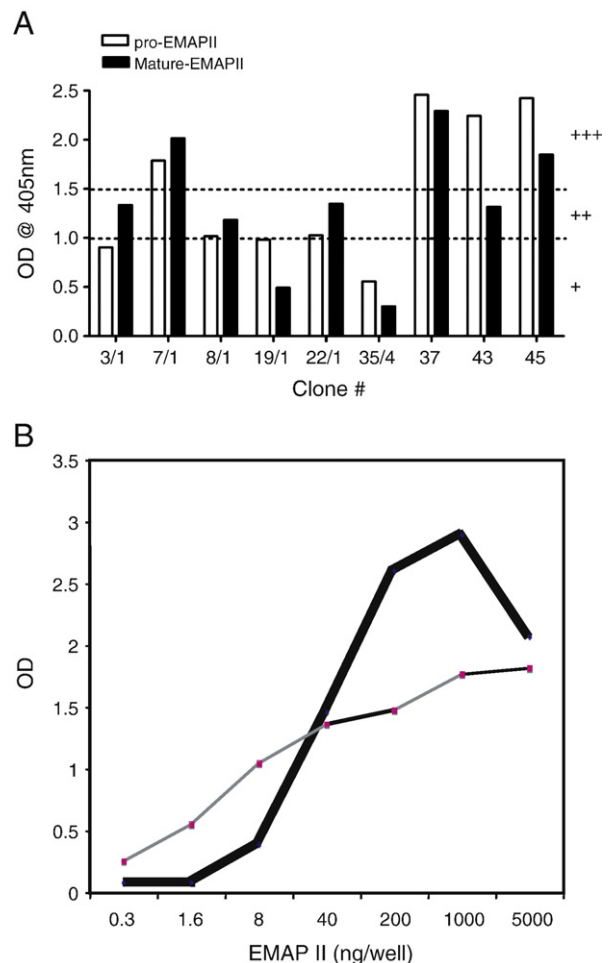 A
pro-EMAPII
Mature-EMAPII
OD @ 405nm
2.5
2.0
1.5
1.0
0.5
0.0
+++
++
+
3/1 7/1 8/1 19/1 22/1 35/4 37 43 45
Clone #
B
OD
3.5
3
2.5
2
1.5
1
0.5
0
0.3 1.6 8 40 200 1000 5000
EMAP II (ng/well)